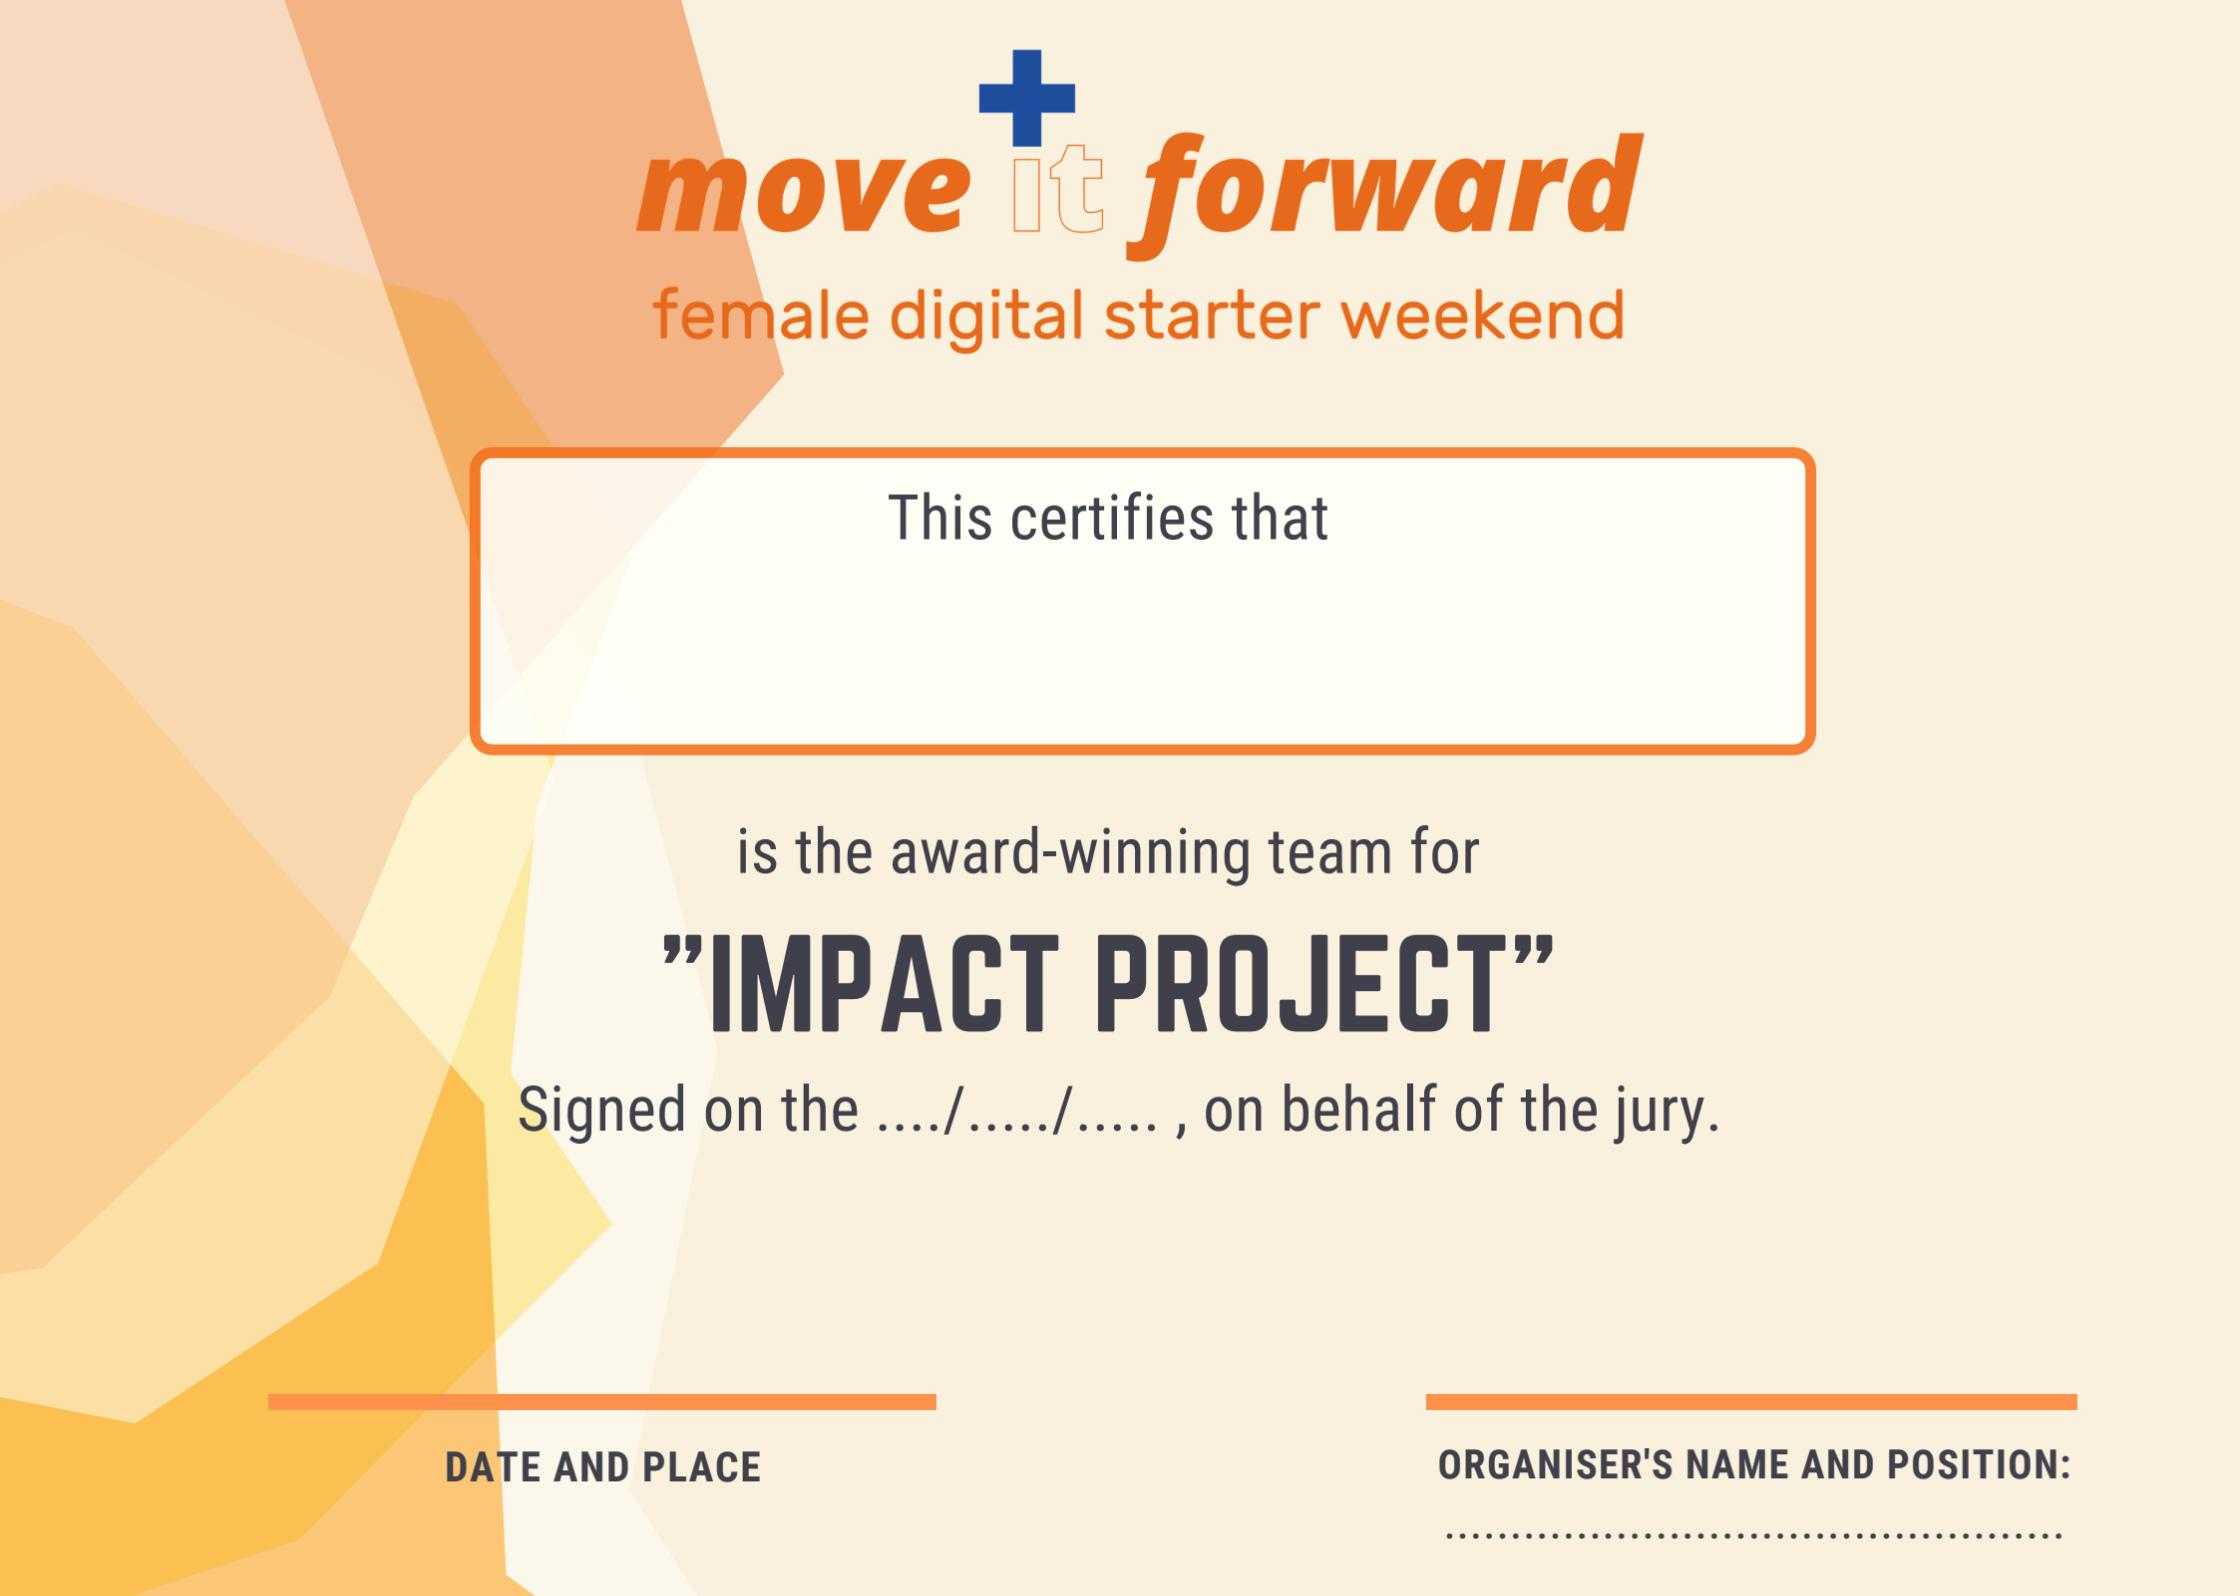 move it forward
female digital starter weekend
This certifies that
is the award-winning team for
”IMPACT PROJECT”
Signed on the ..../...../..... , on behalf of the jury.
DATE AND PLACE
ORGANISER'S NAME AND POSITION:
................................................